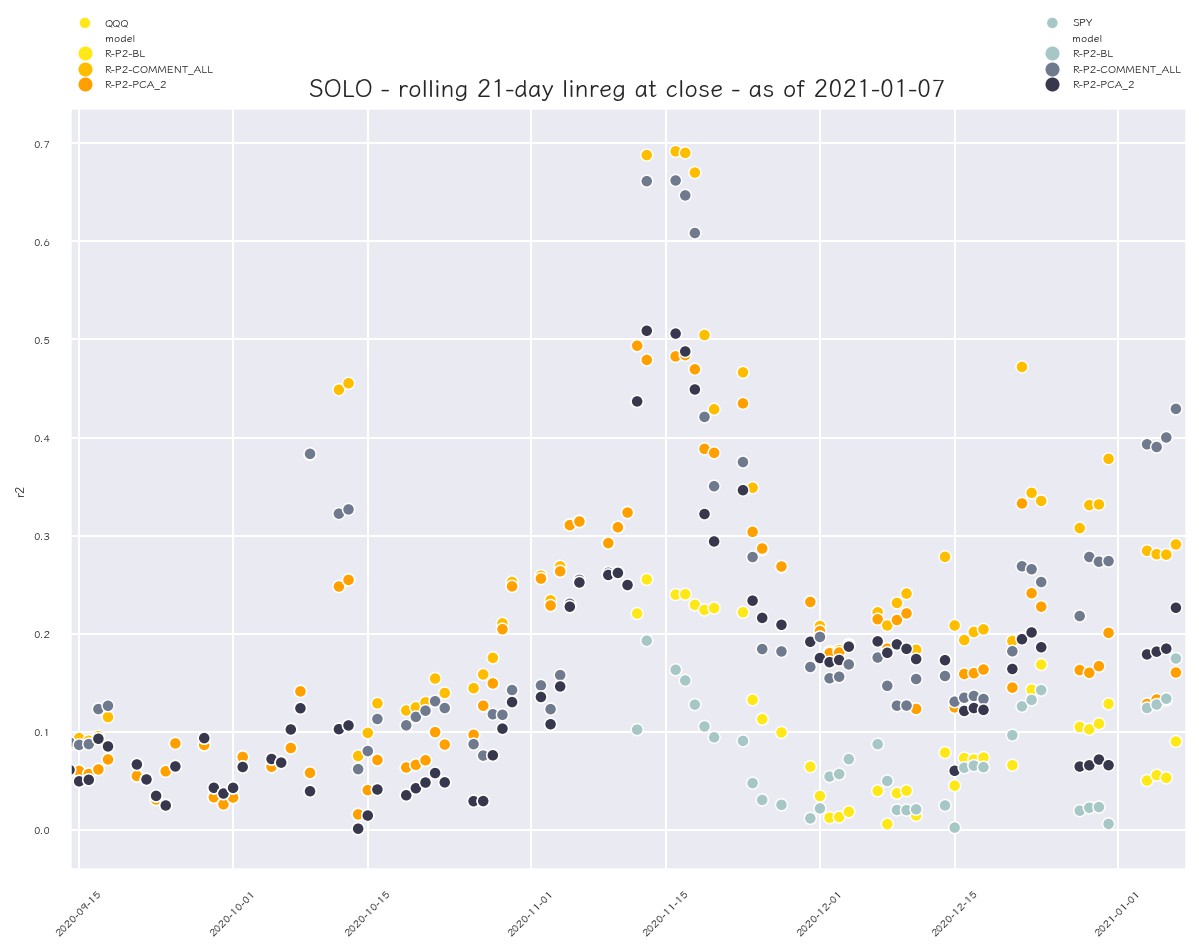 QQQ
model
R-P2-BL
R-P2-COMMENT_ALL
R-P2-PCA_2
SPY
model
R-P2-BL
R-P2-COMMENT_ALL
R-P2-PCA_2
SOLO - rolling 21-day linreg at close - as of 2021-01-07
0.7
0.6
0.5
0.4
0.3
0.2
0.1
0.0
r2
2020-09-15
2020-10-01
2020-10-15
2020-11-01
2020-11-15
2020-12-01
2020-12-15
2021-01-01